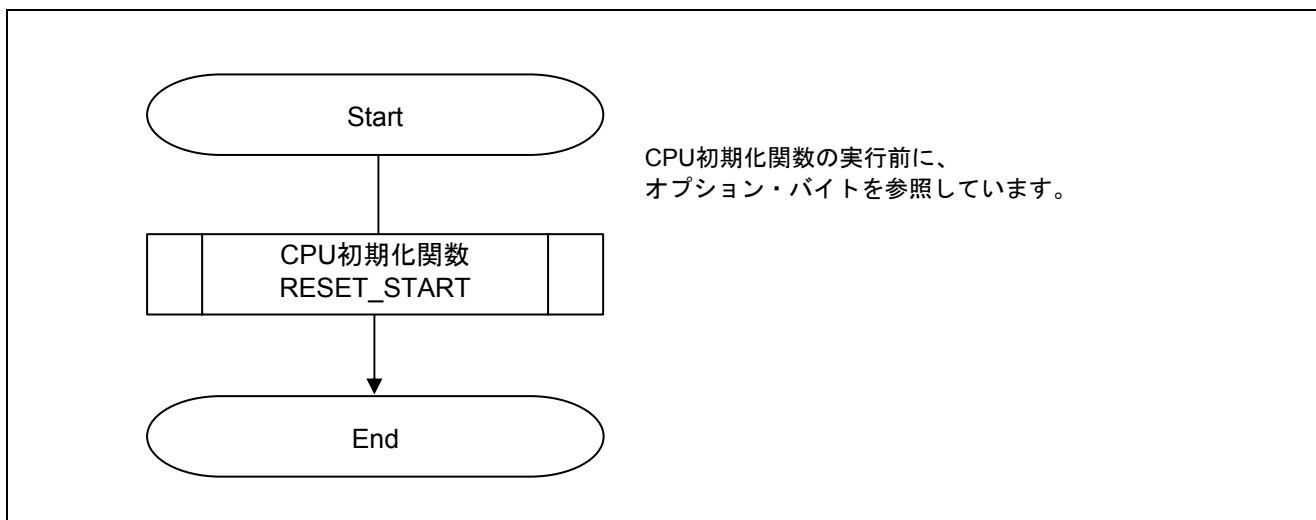 Start
CPU初期化関数の実行前に、
オプション・バイトを参照しています。
CPU初期化関数
RESET_START
End